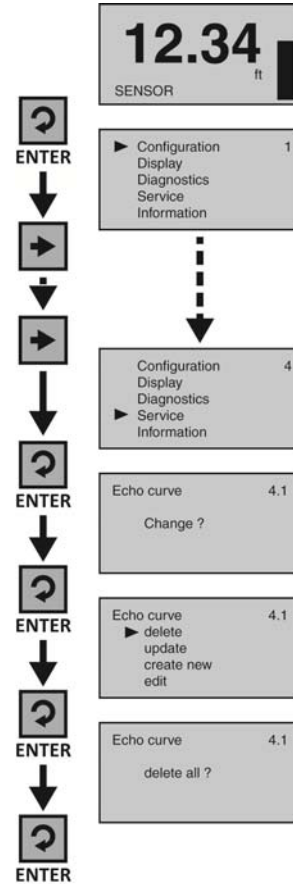 12.34
ft
SENSOR
ENTER
Configuration 1
Display
Diagnostics
Service
Information
Configuration 4
Display
Diagnostics
Service
Information
ENTER
Echo curve 4.1
Change ?
ENTER
Echo curve 4.1
delete
update
create new
edit
ENTER
Echo curve 4.1
delete all ?
ENTER